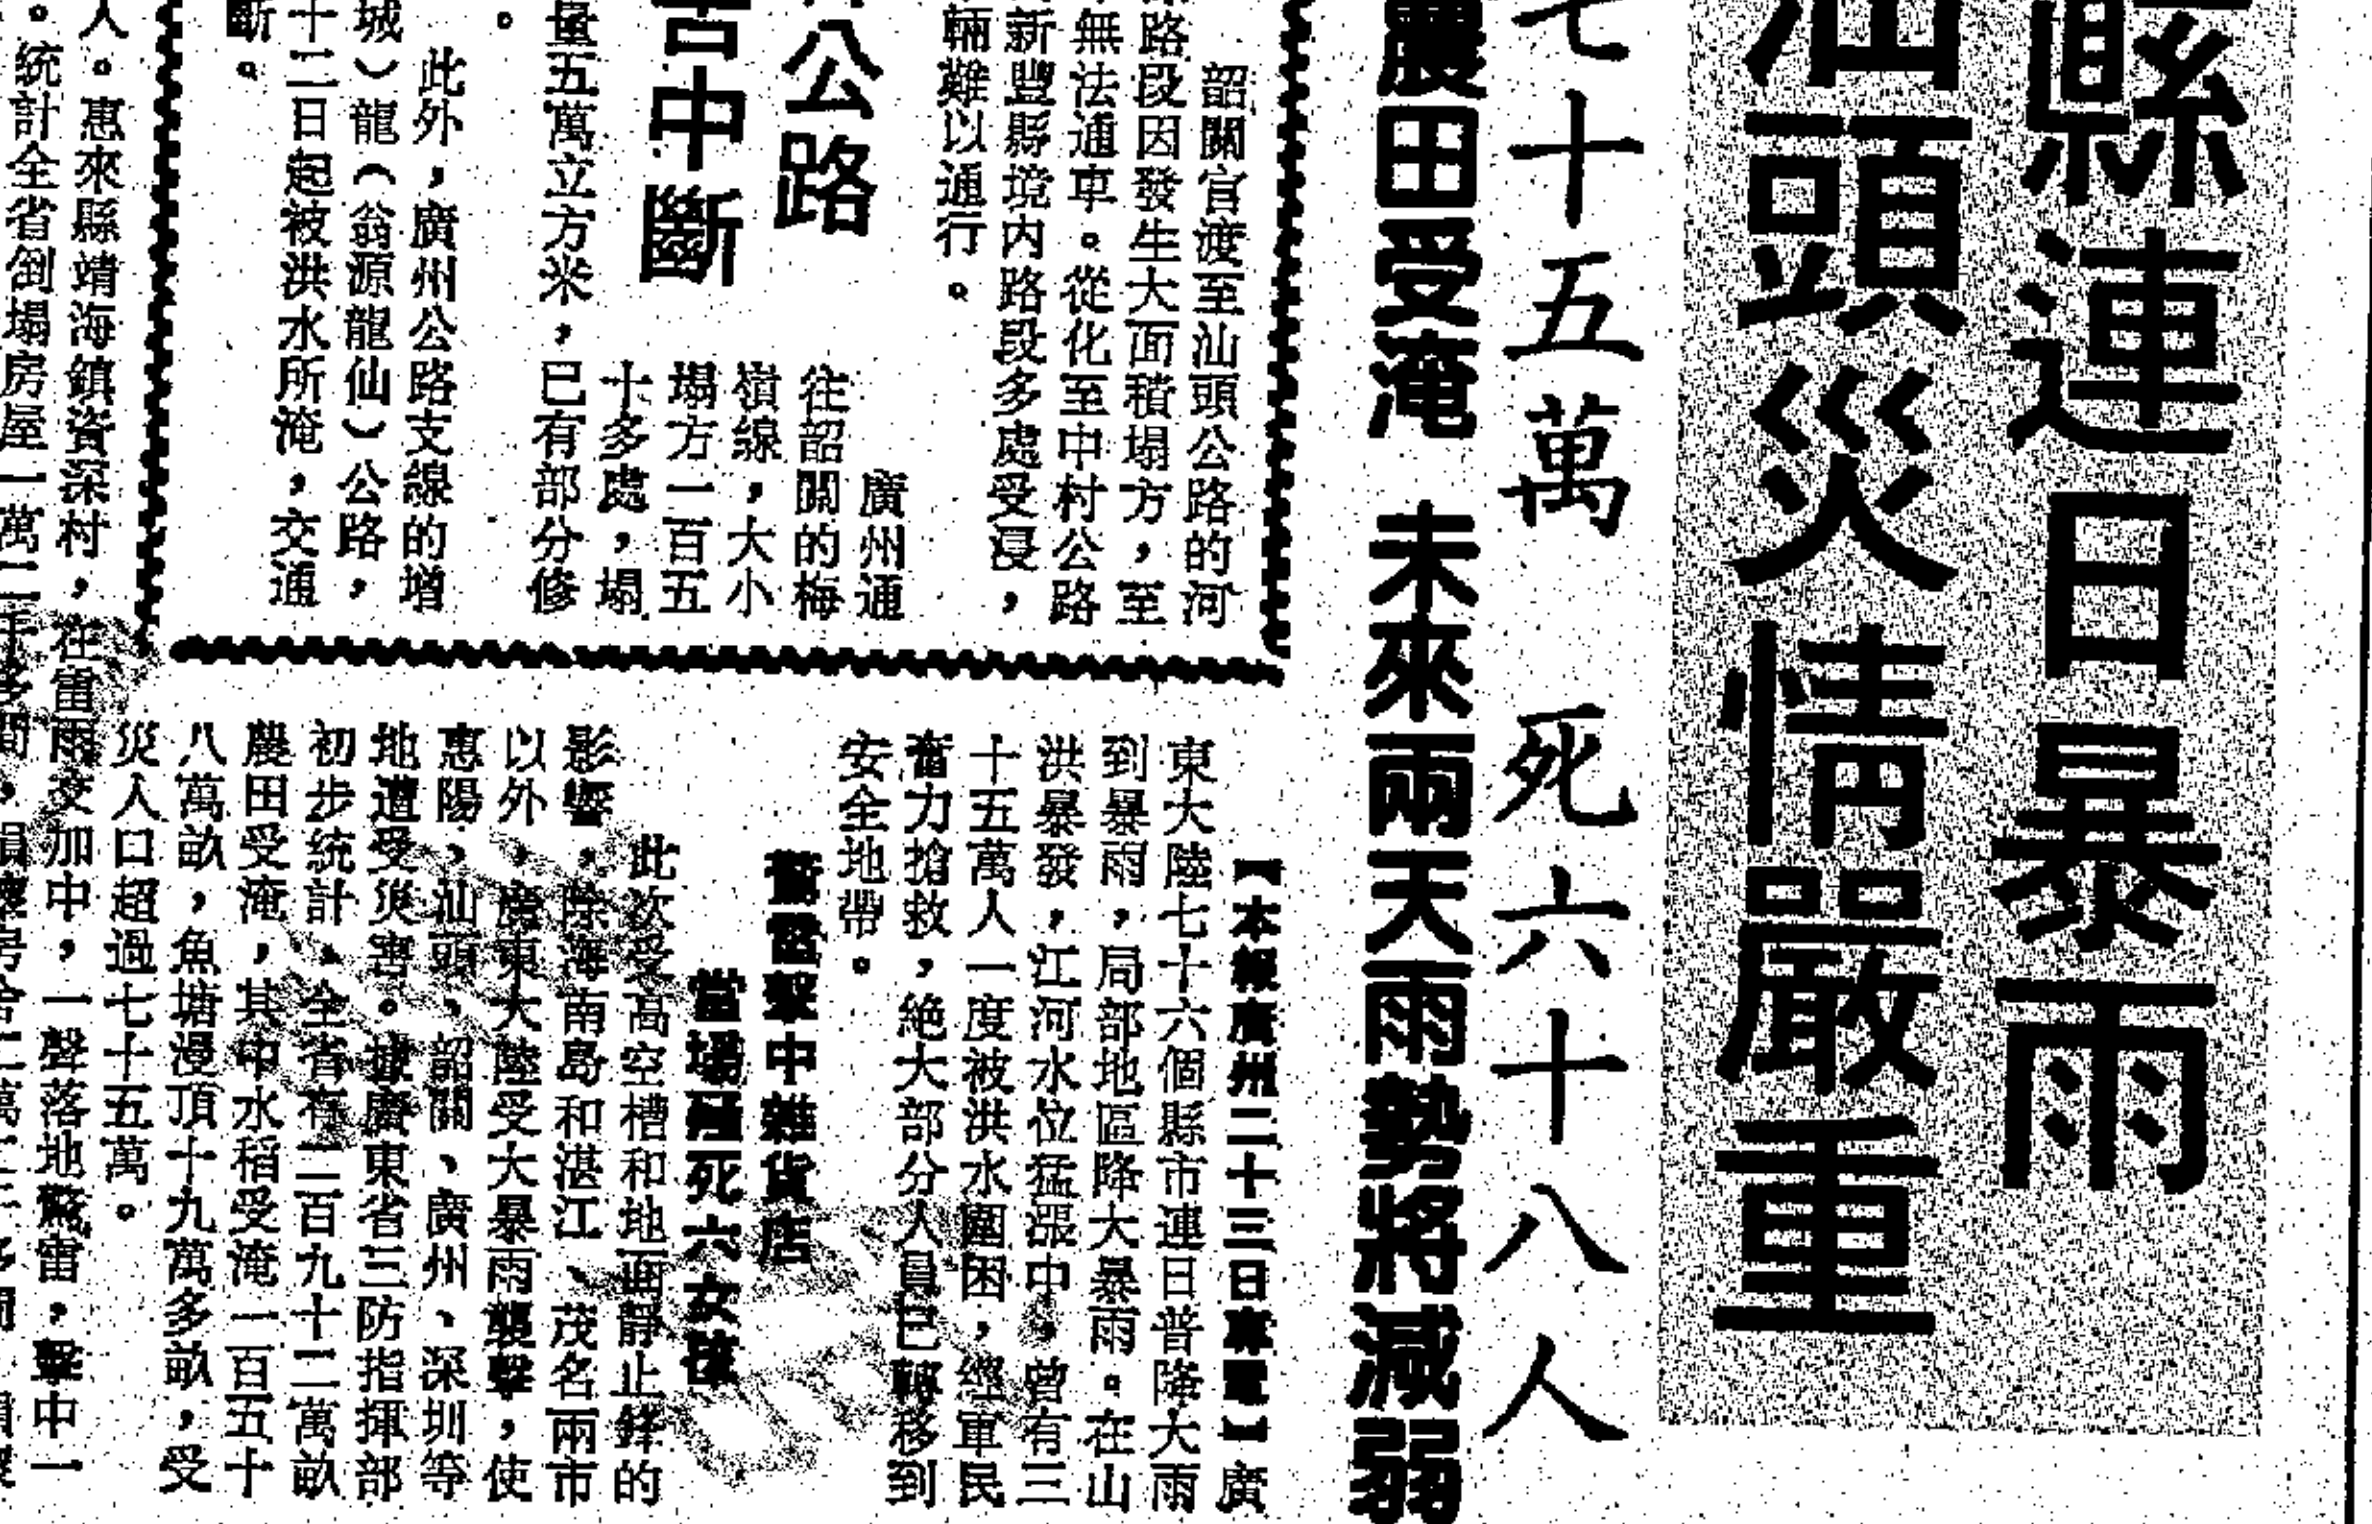 縣連日暴雨
汕頭災情嚴重
七十五萬 死六十八人
農田受淹 未來兩天雨勢將減弱
【本報廣州二十三日專電】廣
東大陸七十六個縣市連日普降大雨
到暴雨，局部地區降大暴雨。在山
洪暴發，江河水位猛漲中，曾有三
十五萬人一度被洪水圍困，經軍民
奮力搶救，絶大部分人員已轉移到
安全地帶。
驚雷擊中雜貨店
當場殛死六女孩
此次受高空槽和地面靜止鋒的
影響，除海南島和湛江、茂名兩市
以外，廣東大陸受大暴雨襲擊，使
惠陽、汕頭、韶關、廣州、深圳等
地遭受災害。據廣東省三防指揮部
初步統計，全省有二百九十二萬畝
農田受淹，其中水稻受淹一百五十
八萬畝，魚塘漫頂十九萬多畝，受
災人口超過七十五萬。
韶關官渡至汕頭公路的河
路段因發生大面積塌方，至
無法通車。從化至中村公路
新豐縣境内路段多處受浸，
輛難以通行。
公路
中斷
廣州通
往韶關的梅
嶺線，大小
塌方一百五
十多處，塌
量五萬立方米，已有部分修
。
此外，廣州公路支線的增
城）龍（翁源龍仙）公路，
十二日起被洪水所淹，交通
斷。
人。惠來縣靖海鎮資深村，在雷雨交加中，一聲落地驚雷，擊中一
。統計全省倒塌房屋一萬二千多間，損壞房舍